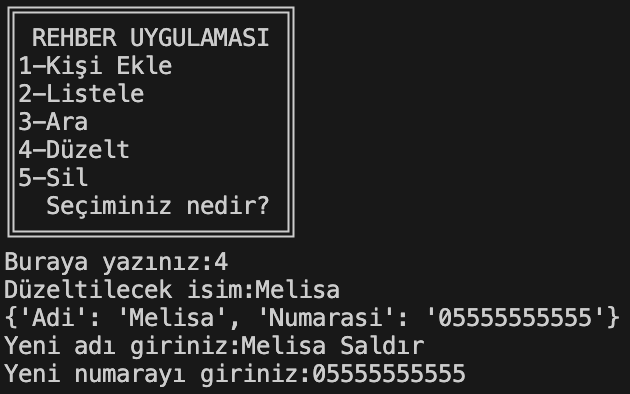 REHBER UYGULAMASI
1-Kişi Ekle
2-Listele
3-Ara
4-Düzelt
5-Sil
Seçiminiz nedir?
Buraya yazınız:4
Düzeltilecek isim:Melisa
{'Adi': 'Melisa', 'Numarasi': '05555555555'}
Yeni adı giriniz:Melisa Saldır
Yeni numarayı giriniz:05555555555